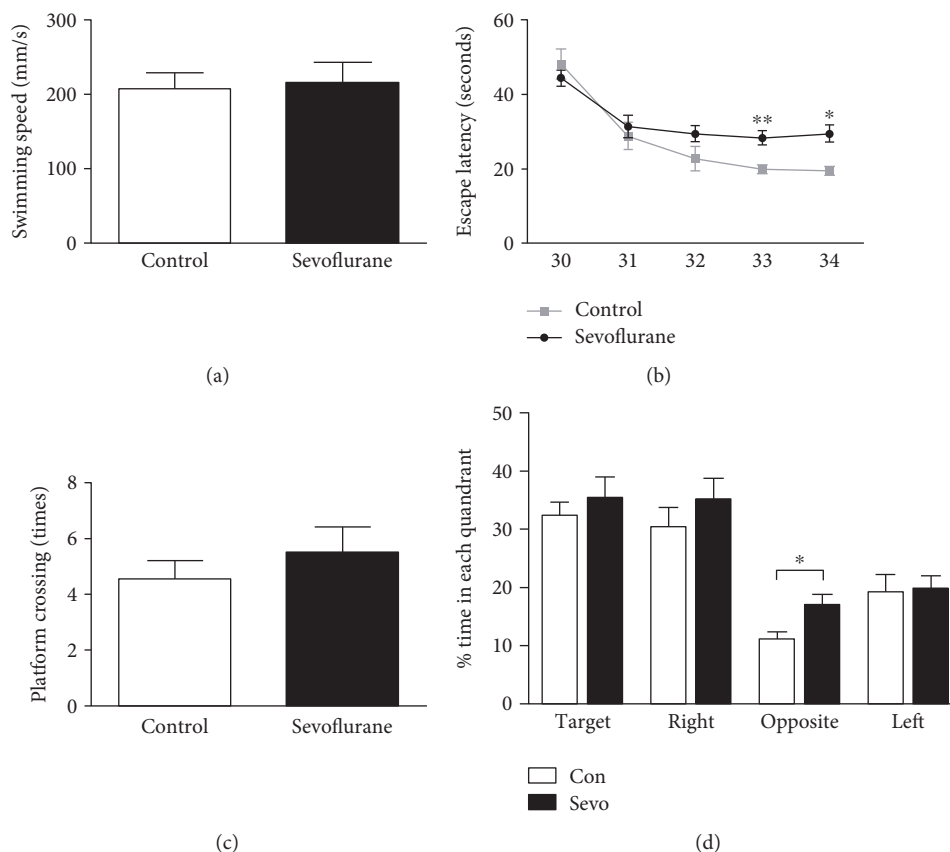 300
200
100
0
Swimming speed (mm/s)
Control Sevoflurane
(a)
60
40
20
0
Escape latency (seconds)
** *
30 31 32 33 34
Control
Sevoflurane
(b)
8
6
4
2
0
Platform crossing (times)
Control Sevoflurane
(c)
50
40
30
20
10
0
% time in each quandrant
*
Target Right Opposite Left
Con
Sevo
(d)